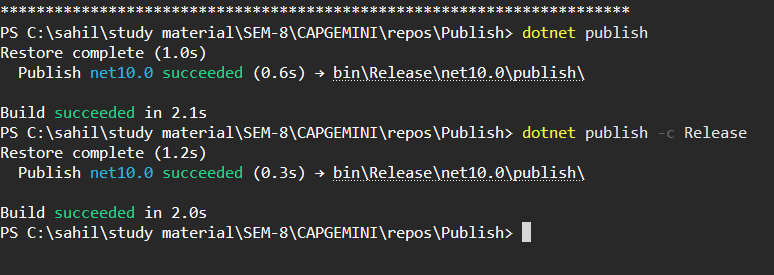 **********************************************************************
PS C:\sahil\study material\SEM-8\CAPGEMINI\repos\Publish> dotnet publish
Restore complete (1.0s)
  Publish net10.0 succeeded (0.6s) → bin\Release\net10.0\publish\

Build succeeded in 2.1s
PS C:\sahil\study material\SEM-8\CAPGEMINI\repos\Publish> dotnet publish -c Release
Restore complete (1.2s)
  Publish net10.0 succeeded (0.3s) → bin\Release\net10.0\publish\

Build succeeded in 2.0s
PS C:\sahil\study material\SEM-8\CAPGEMINI\repos\Publish>